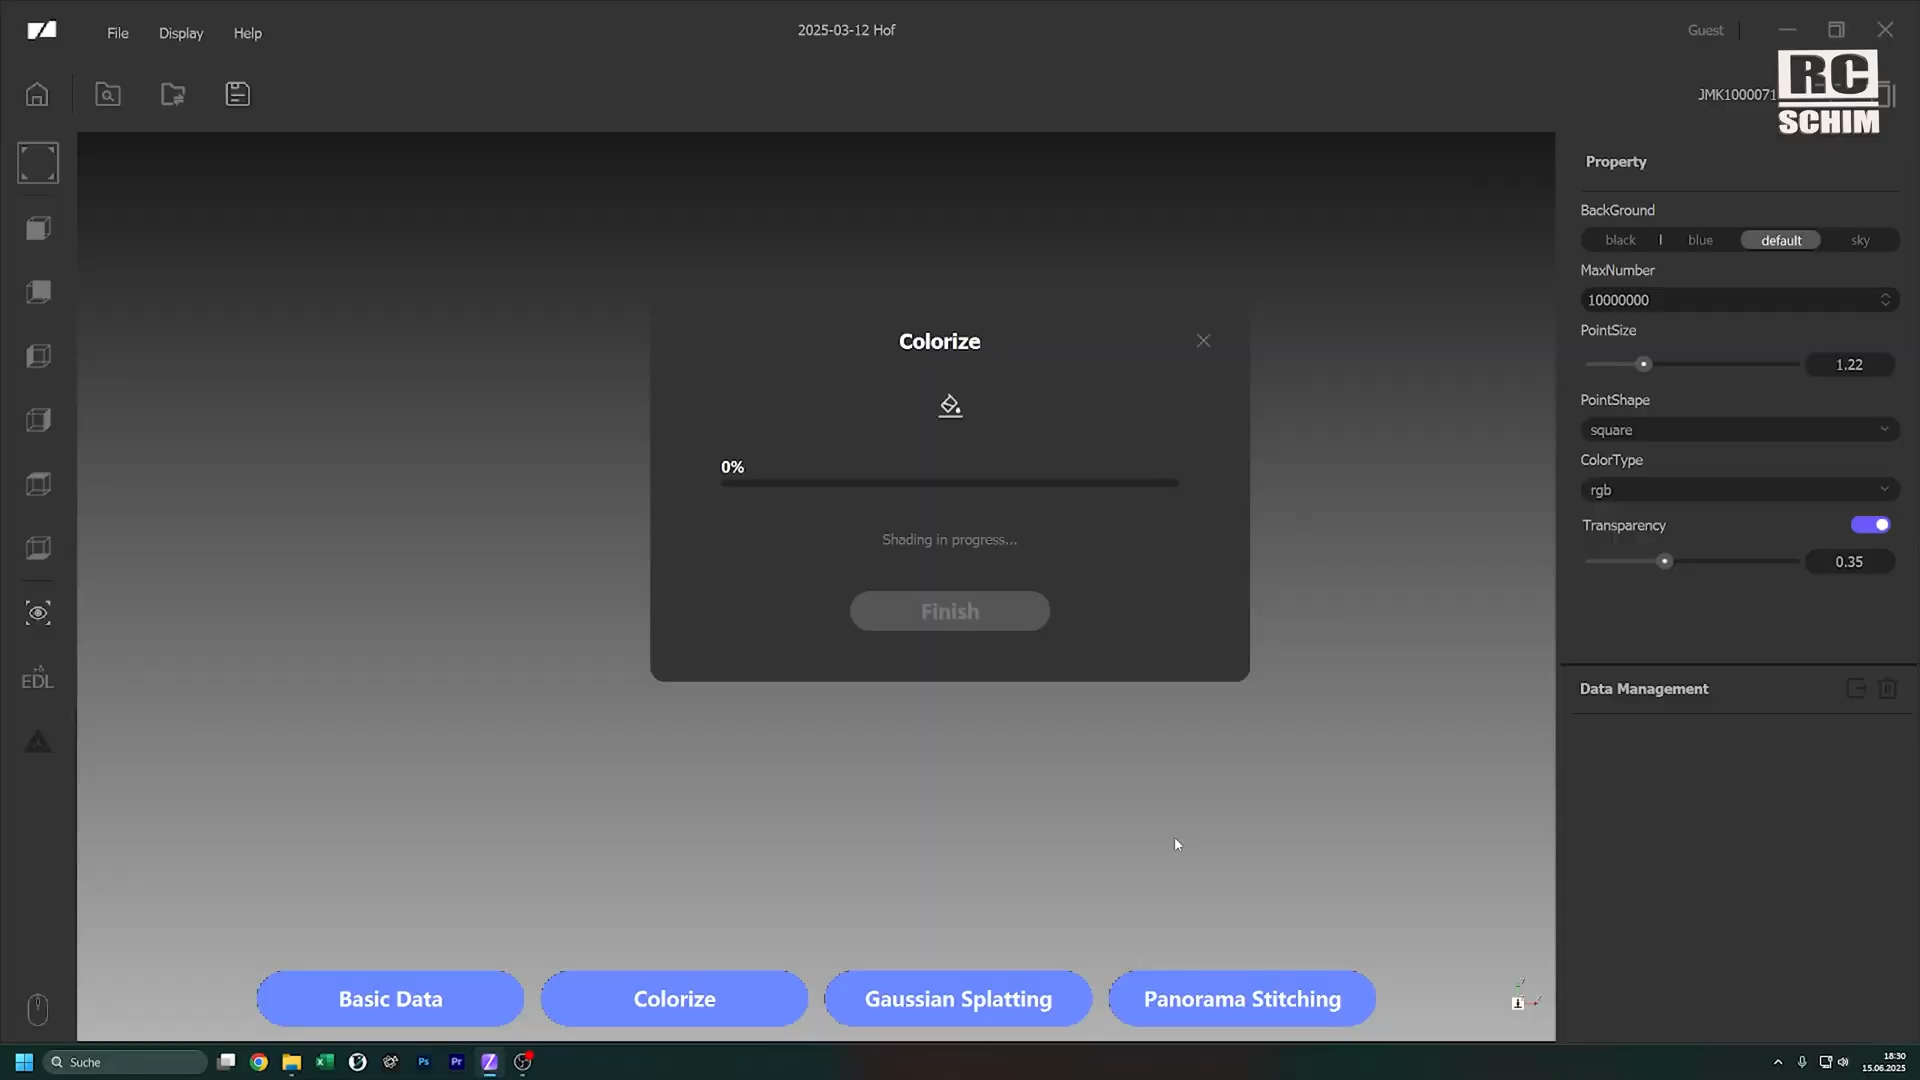 File
Display
Help
2025-03-12 Hof
Guest
JMK1000071
RC
SCHIM
Property
BackGround
black
blue
default
sky
MaxNumber
10000000
PointSize
1.22
PointShape
square
ColorType
rgb
Transparency
0.35
Colorize
0%
Shading in progress...
Finish
EDL
Data Management
Basic Data
Colorize
Gaussian Splatting
Panorama Stitching
Suche
Ps
Pr
18:30
15.06.2025